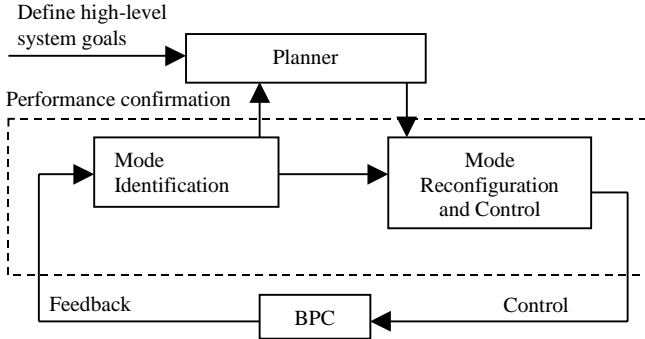 Define high-level
system goals
Planner
Performance confirmation
Mode
Identification
Mode
Reconfiguration
and Control
Feedback
BPC
Control